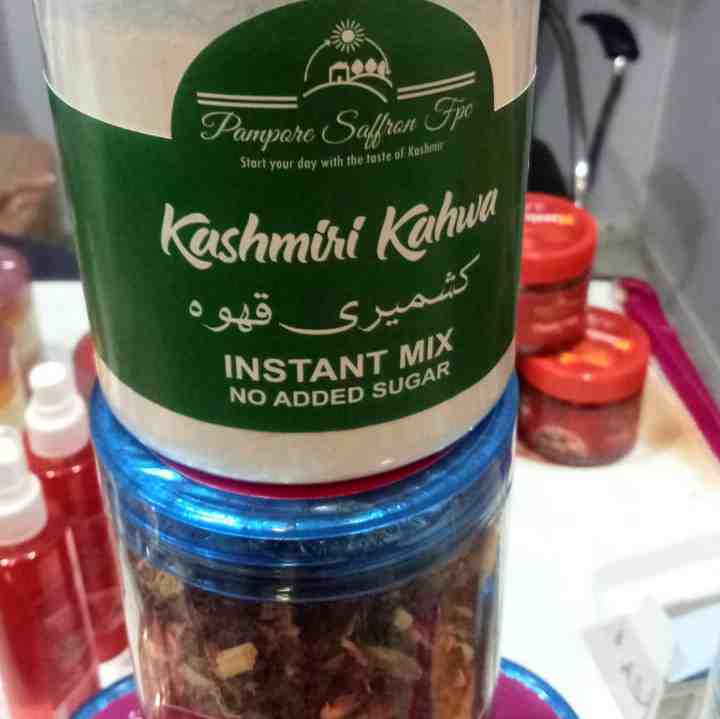 Pampore Saffron Fpc
Start your day with the taste of Kashmir
Kashmiri Kahwa
کشمیری قهوه
INSTANT MIX
NO ADDED SUGAR